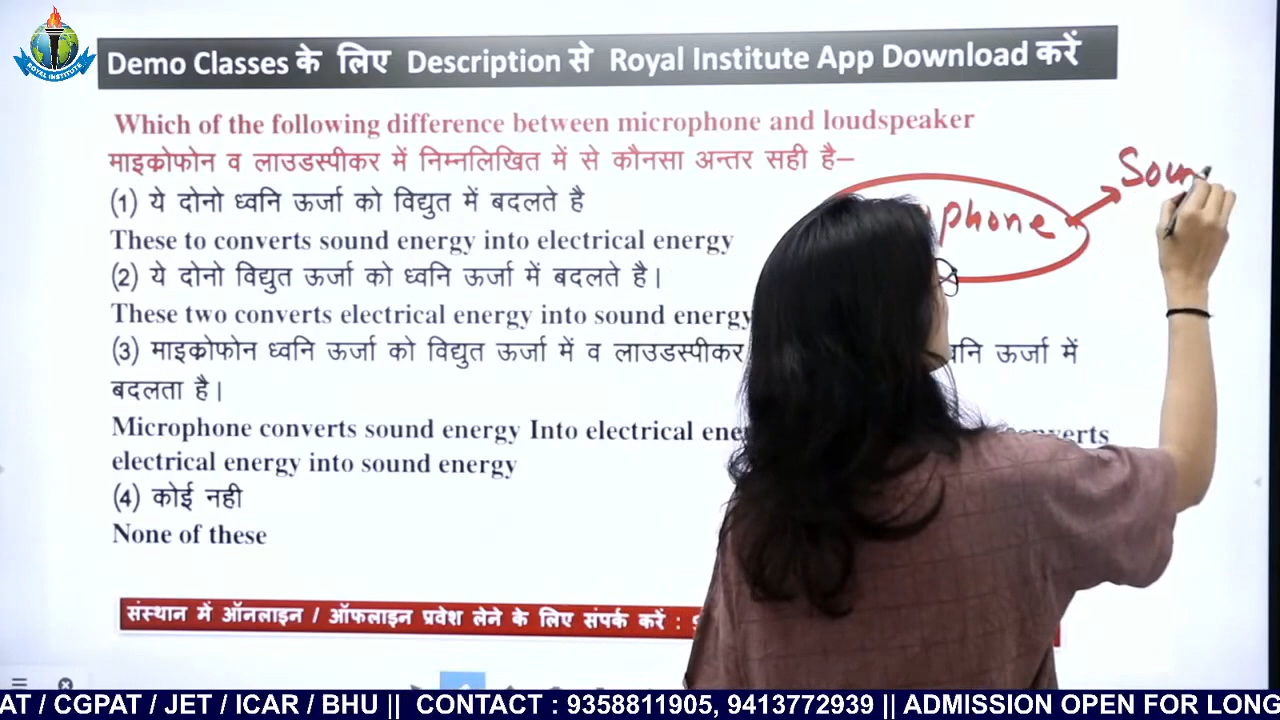 ROYAL INSTITUTE
Demo Classes के लिए Description से Royal Institute App Download करें
Which of the following difference between microphone and loudspeaker
माइक्रोफोन व लाउडस्पीकर में निम्नलिखित में से कौनसा अन्तर सही है–
(1) ये दोनो ध्वनि ऊर्जा को विद्युत में बदलते है
These to converts sound energy into electrical energy
(2) ये दोनो विद्युत ऊर्जा को ध्वनि ऊर्जा में बदलते है।
These two converts electrical energy into sound energy
(3) माइक्रोफोन ध्वनि ऊर्जा को विद्युत ऊर्जा में व लाउडस्पीकर ऊर्जा में
बदलता है।
Microphone converts sound energy Into electrical
electrical energy into sound energy
(4) कोई नही
None of these
phone
संस्थान में ऑनलाइन / ऑफलाइन प्रवेश लेने के लिए संपर्क करें :
AT / CGPAT / JET / ICAR / BHU || CONTACT : 9358811905, 9413772939 || ADMISSION OPEN FOR LONG